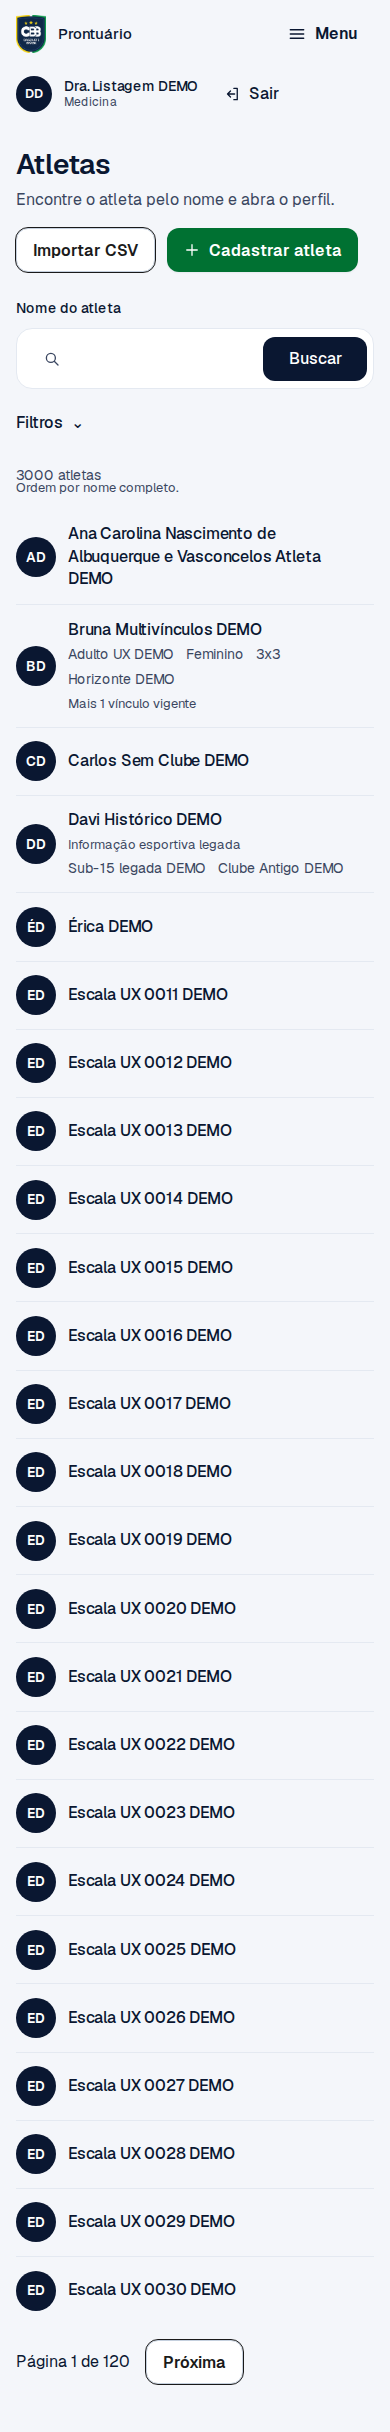 CBB
Prontuário
Menu
DD
Dra. Listagem DEMO
Medicina
Sair
Atletas
Encontre o atleta pelo nome e abra o perfil.
Importar CSV
Cadastrar atleta
Nome do atleta
Buscar
Filtros
3000 atletas
Ordem por nome completo.
AD
Ana Carolina Nascimento de
Albuquerque e Vasconcelos Atleta
DEMO
BD
Bruna Multivínculos DEMO
Adulto UX DEMO Feminino 3x3
Horizonte DEMO
Mais 1 vínculo vigente
CD
Carlos Sem Clube DEMO
DD
Davi Histórico DEMO
Informação esportiva legada
Sub-15 legada DEMO Clube Antigo DEMO
ÉD
Érica DEMO
ED
Escala UX 0011 DEMO
ED
Escala UX 0012 DEMO
ED
Escala UX 0013 DEMO
ED
Escala UX 0014 DEMO
ED
Escala UX 0015 DEMO
ED
Escala UX 0016 DEMO
ED
Escala UX 0017 DEMO
ED
Escala UX 0018 DEMO
ED
Escala UX 0019 DEMO
ED
Escala UX 0020 DEMO
ED
Escala UX 0021 DEMO
ED
Escala UX 0022 DEMO
ED
Escala UX 0023 DEMO
ED
Escala UX 0024 DEMO
ED
Escala UX 0025 DEMO
ED
Escala UX 0026 DEMO
ED
Escala UX 0027 DEMO
ED
Escala UX 0028 DEMO
ED
Escala UX 0029 DEMO
ED
Escala UX 0030 DEMO
Página 1 de 120
Próxima